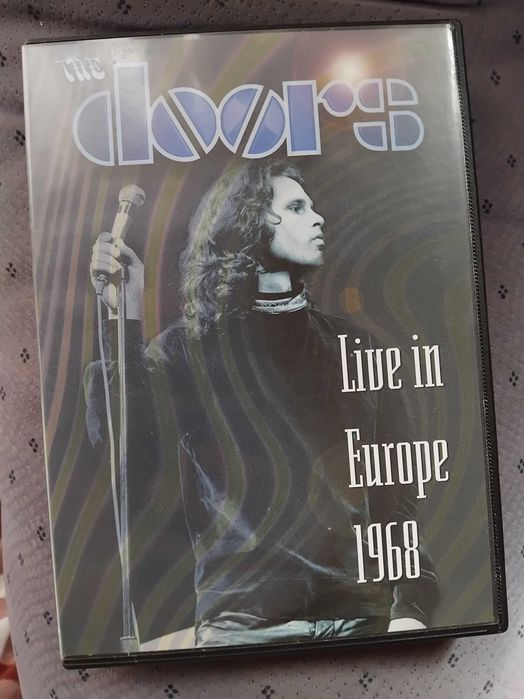 THE
doors
Live in
Europe
1968